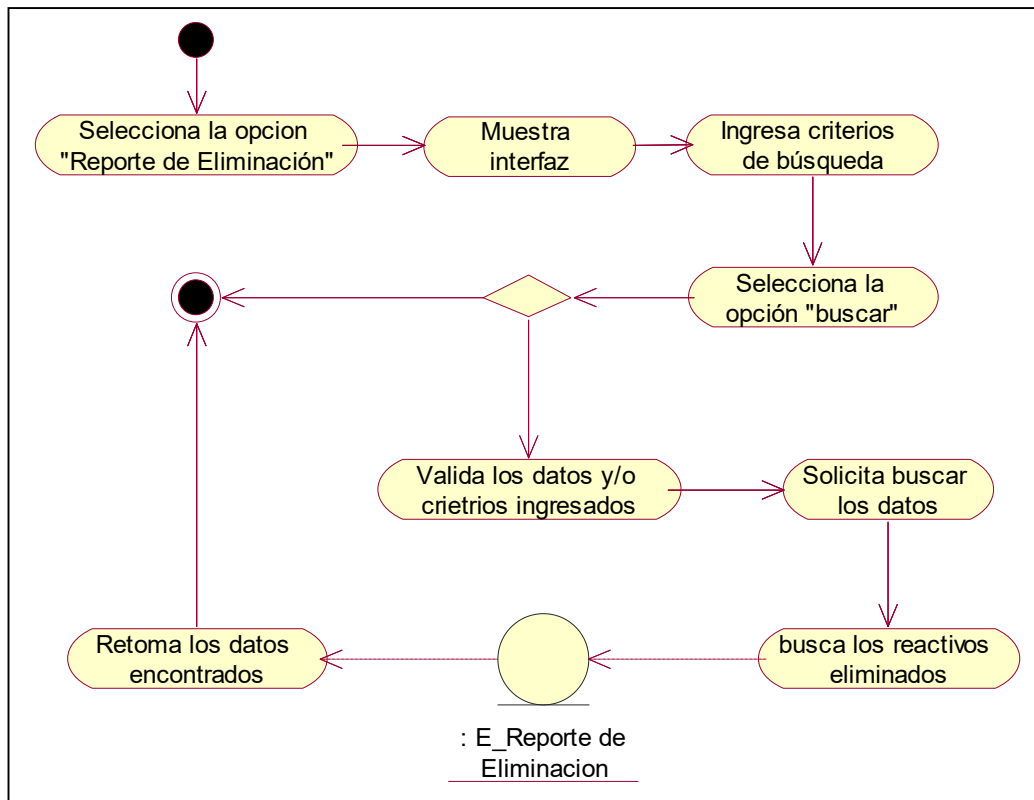 Selecciona la opcion
"Reporte de Eliminación"
Muestra
interfaz
Ingresa criterios
de búsqueda
Selecciona la
opción "buscar"
Valida los datos y/o
crietrios ingresados
Solicita buscar
los datos
busca los reactivos
eliminados
: E_Reporte de
Eliminacion
Retoma los datos
encontrados